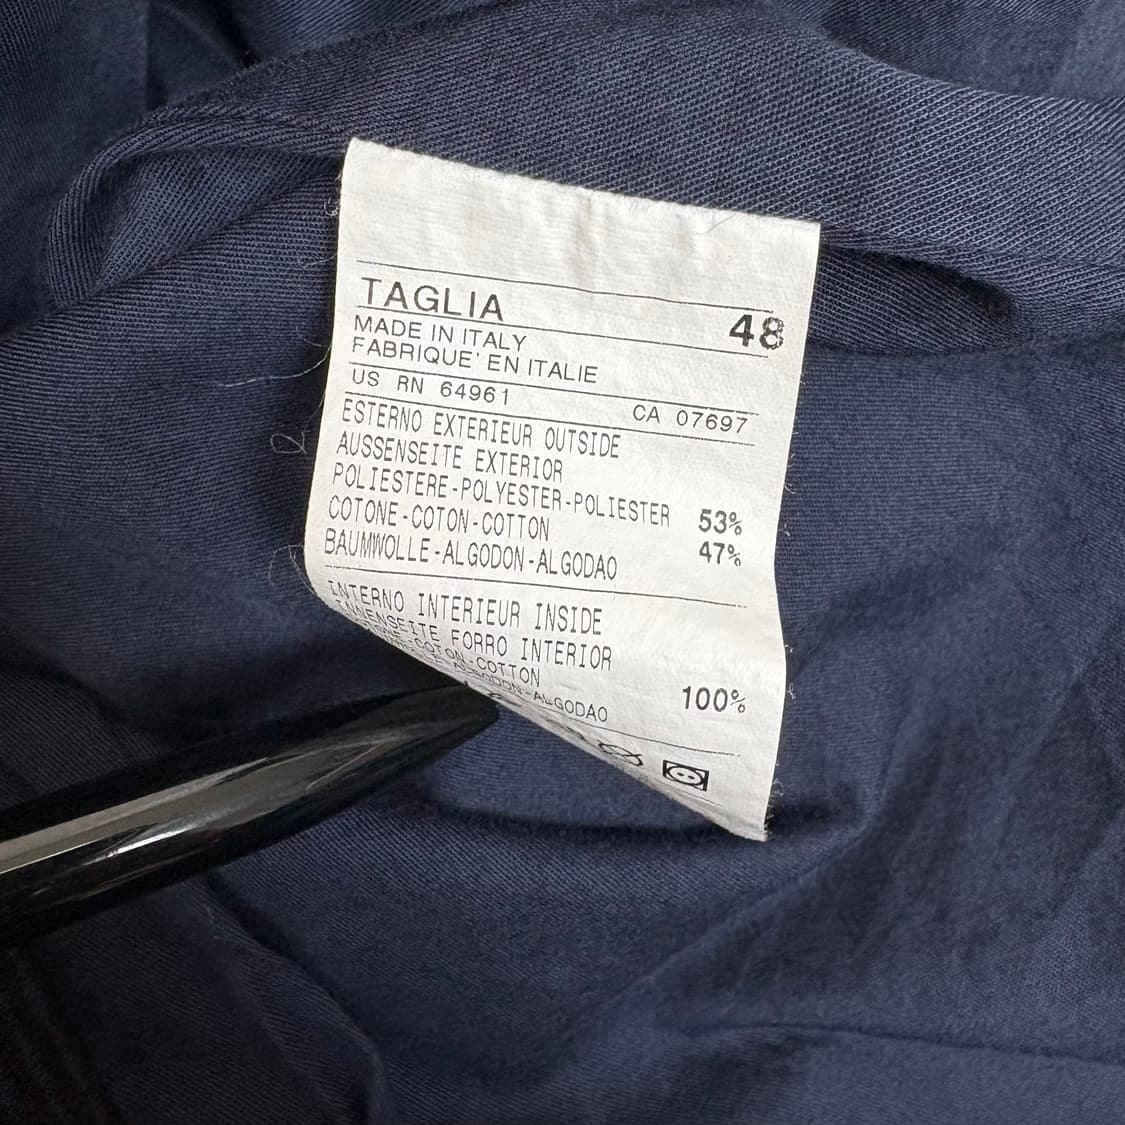 TAGLIA 48
MADE IN ITALY
FABRIQUE' EN ITALIE
US RN 64961 CA 07697
ESTERNO EXTERIEUR OUTSIDE
AUSSENSEITE EXTERIOR
POLIESTERE-POLYESTER-POLIESTER 53%
COTONE-COTON-COTTON 47%
BAUMWOLLE-ALGODON-ALGODAO
INTERNO INTERIEUR INSIDE
INNENSEITE FORRO INTERIOR
COTON-COTTON 100%
ALGODON-ALGODAO